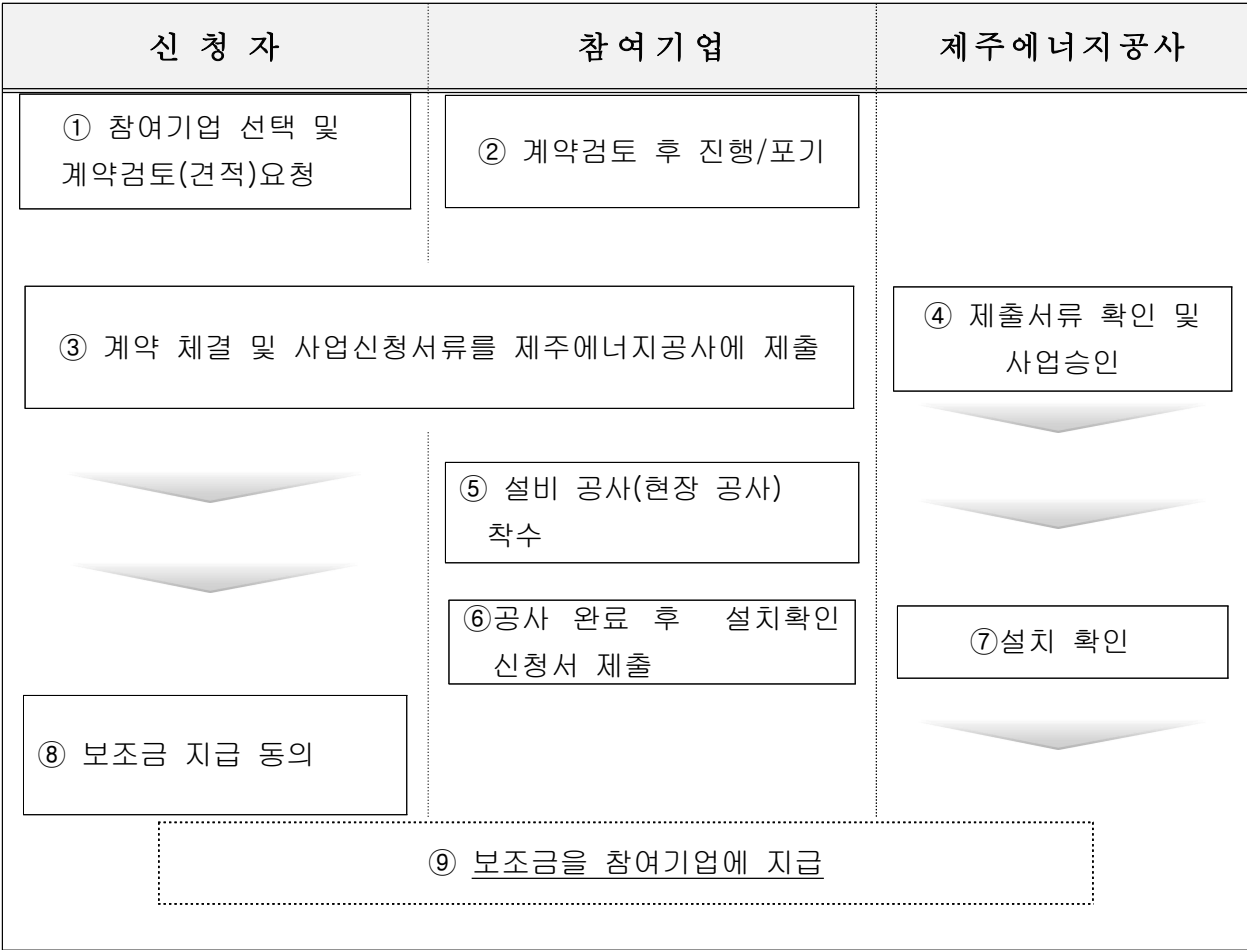 신 청 자
참여기업
제주에너지공사
① 참여기업 선택 및
계약검토(견적)요청
② 계약검토 후 진행/포기
③ 계약 체결 및 사업신청서류를 제주에너지공사에 제출
④ 제출서류 확인 및
사업승인
⑤ 설비 공사(현장 공사)
착수
⑥공사 완료 후 설치확인
신청서 제출
⑦설치 확인
⑧ 보조금 지급 동의
⑨ 보조금을 참여기업에 지급